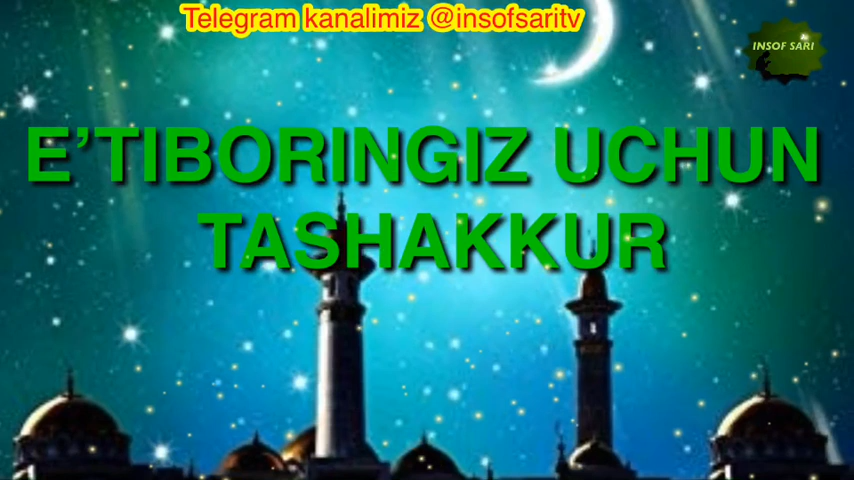 Telegram kanalimiz @insofsaritv
INSOF SARI
E’TIBORINGIZ UCHUN
TASHAKKUR